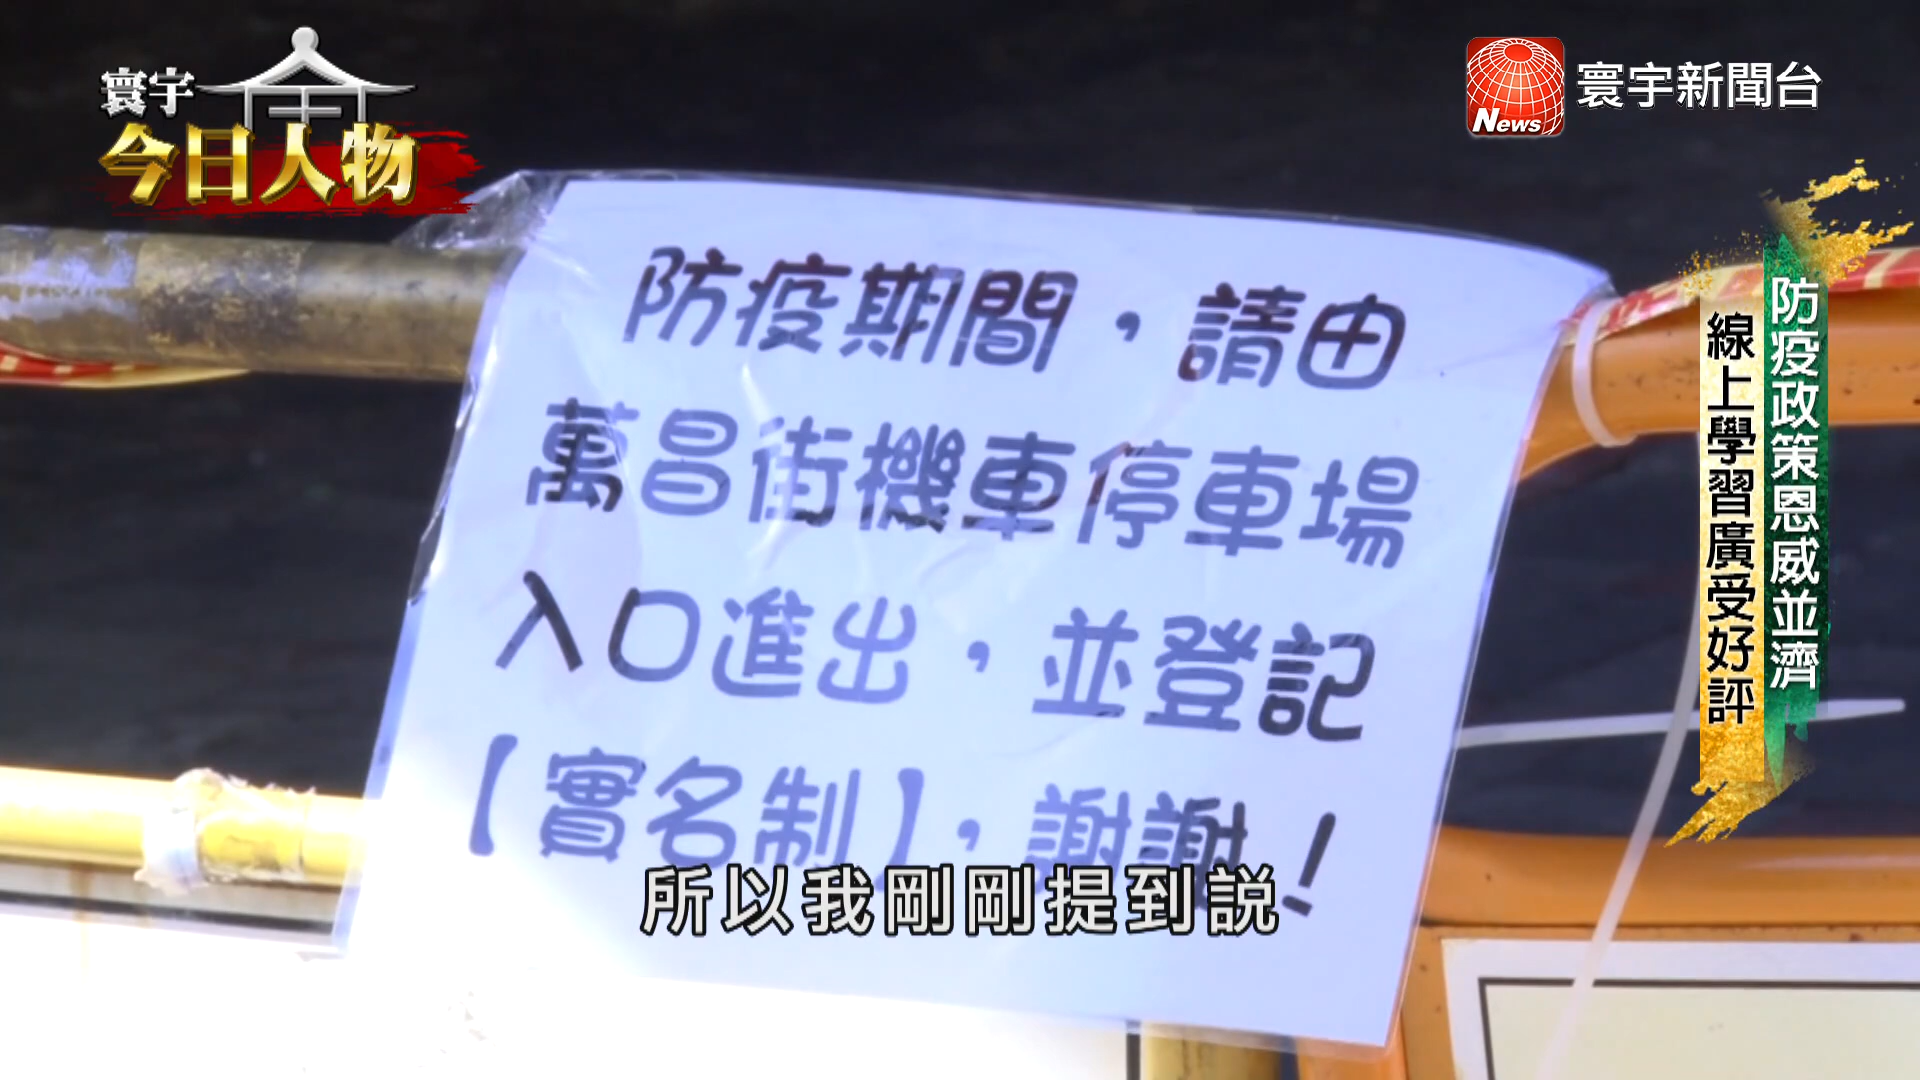 寰宇
今日人物
News
寰宇新聞台
防疫政策恩威並濟
線上學習廣受好評
防疫期間，請由
萬昌街機車停車場
入口進出，並登記
【實名制】，謝謝！
所以我剛剛提到説